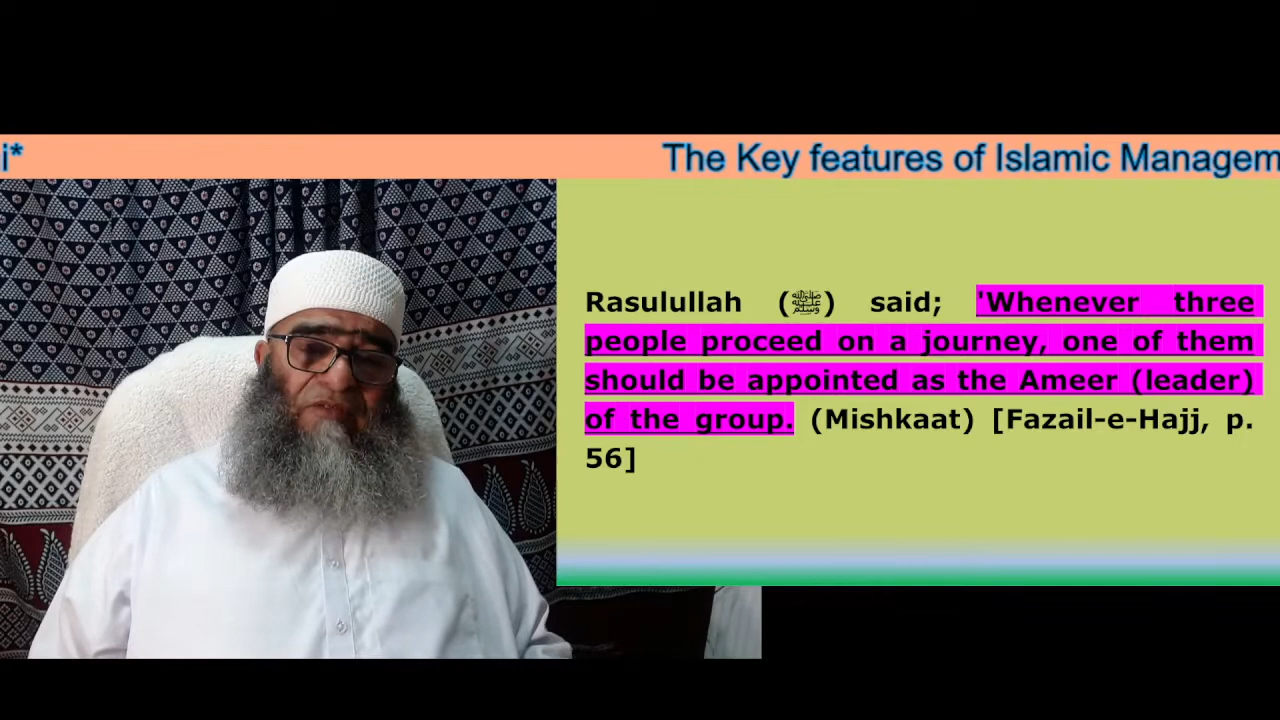 i* The Key features of Islamic Managem
Rasulullah (ﷺ) said; 'Whenever three
people proceed on a journey, one of them
should be appointed as the Ameer (leader)
of the group. (Mishkaat) [Fazail-e-Hajj, p.
56]